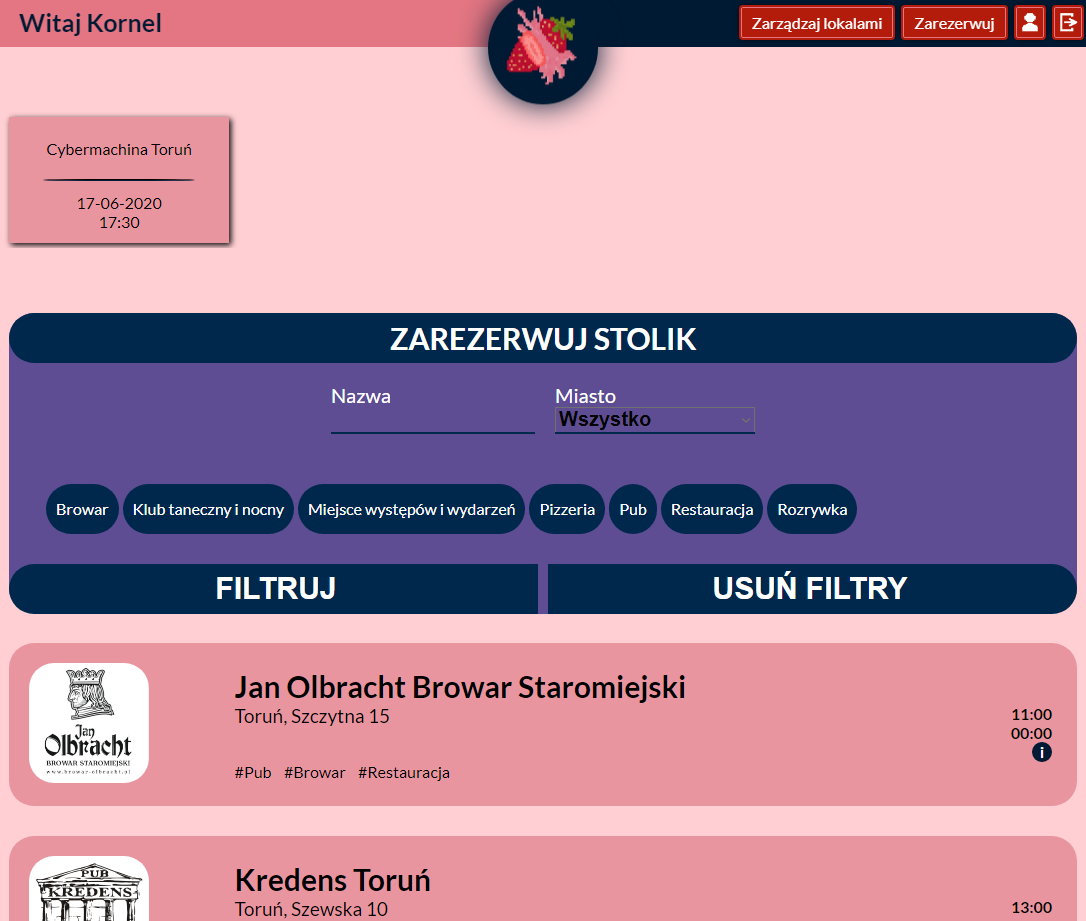 Witaj Kornel
Zarządzaj lokalami
Zarezerwuj
Cybermachina Toruń
17-06-2020
17:30
ZAREZERWUJ STOLIK
Nazwa
Miasto
Wszystko
Browar
Klub taneczny i nocny
Miejsce występów i wydarzeń
Pizzeria
Pub
Restauracja
Rozrywka
FILTRUJ
USUŃ FILTRY
Jan
Olbracht
BROWAR STAROMIEJSKI
www.browar-olbracht.pl
Jan Olbracht Browar Staromiejski
Toruń, Szczytna 15
#Pub #Browar #Restauracja
11:00
00:00
i
PUB
KREDENS
Kredens Toruń
Toruń, Szewska 10
13:00